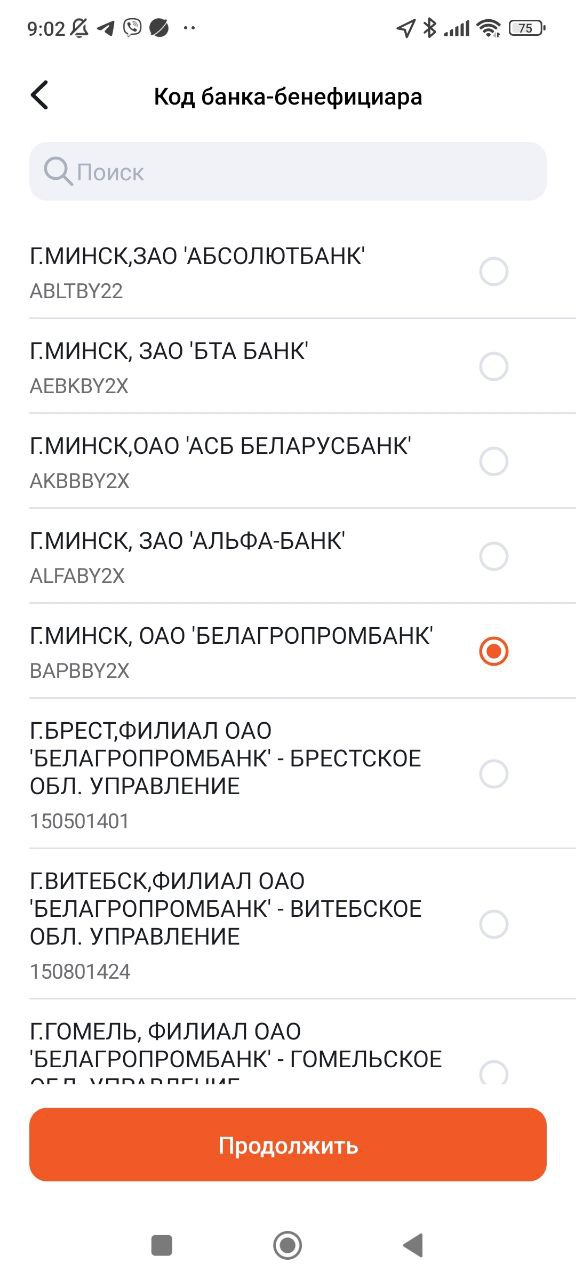 9:02
75
Код банка-бенефициара
Поиск
Г.МИНСК,ЗАО 'АБСОЛЮТБАНК'
ABLTBY22
Г.МИНСК, ЗАО 'БТА БАНК'
AEBKBY2X
Г.МИНСК,ОАО 'АСБ БЕЛАРУСБАНК'
AKBBBY2X
Г.МИНСК, ЗАО 'АЛЬФА-БАНК'
ALFABY2X
Г.МИНСК, ОАО 'БЕЛАГРОПРОМБАНК'
BAPBBY2X
Г.БРЕСТ,ФИЛИАЛ ОАО
'БЕЛАГРОПРОМБАНК' - БРЕСТСКОЕ
ОБЛ. УПРАВЛЕНИЕ
150501401
Г.ВИТЕБСК,ФИЛИАЛ ОАО
'БЕЛАГРОПРОМБАНК' - ВИТЕБСКОЕ
ОБЛ. УПРАВЛЕНИЕ
150801424
Г.ГОМЕЛЬ, ФИЛИАЛ ОАО
'БЕЛАГРОПРОМБАНК' - ГОМЕЛЬСКОЕ
ОБЛ. УПРАВЛЕНИЕ
Продолжить